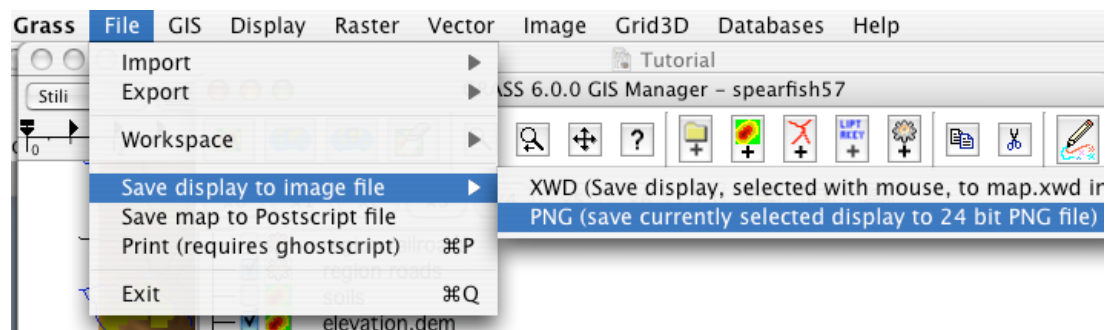 Grass File GIS Display Raster Vector Image Grid3D Databases Help
Tutorial
Import
Stili Export SS 6.0.0 GIS Manager – spearfish57
Workspace ?
LIFT
0
Save display to image file XWD (Save display, selected with mouse, to map.xwd in
Save map to Postscript file PNG (save currently selected display to 24 bit PNG file)
Print (requires ghostscript) ⌘P
region roads
Exit ⌘Q
soils
elevation.dem